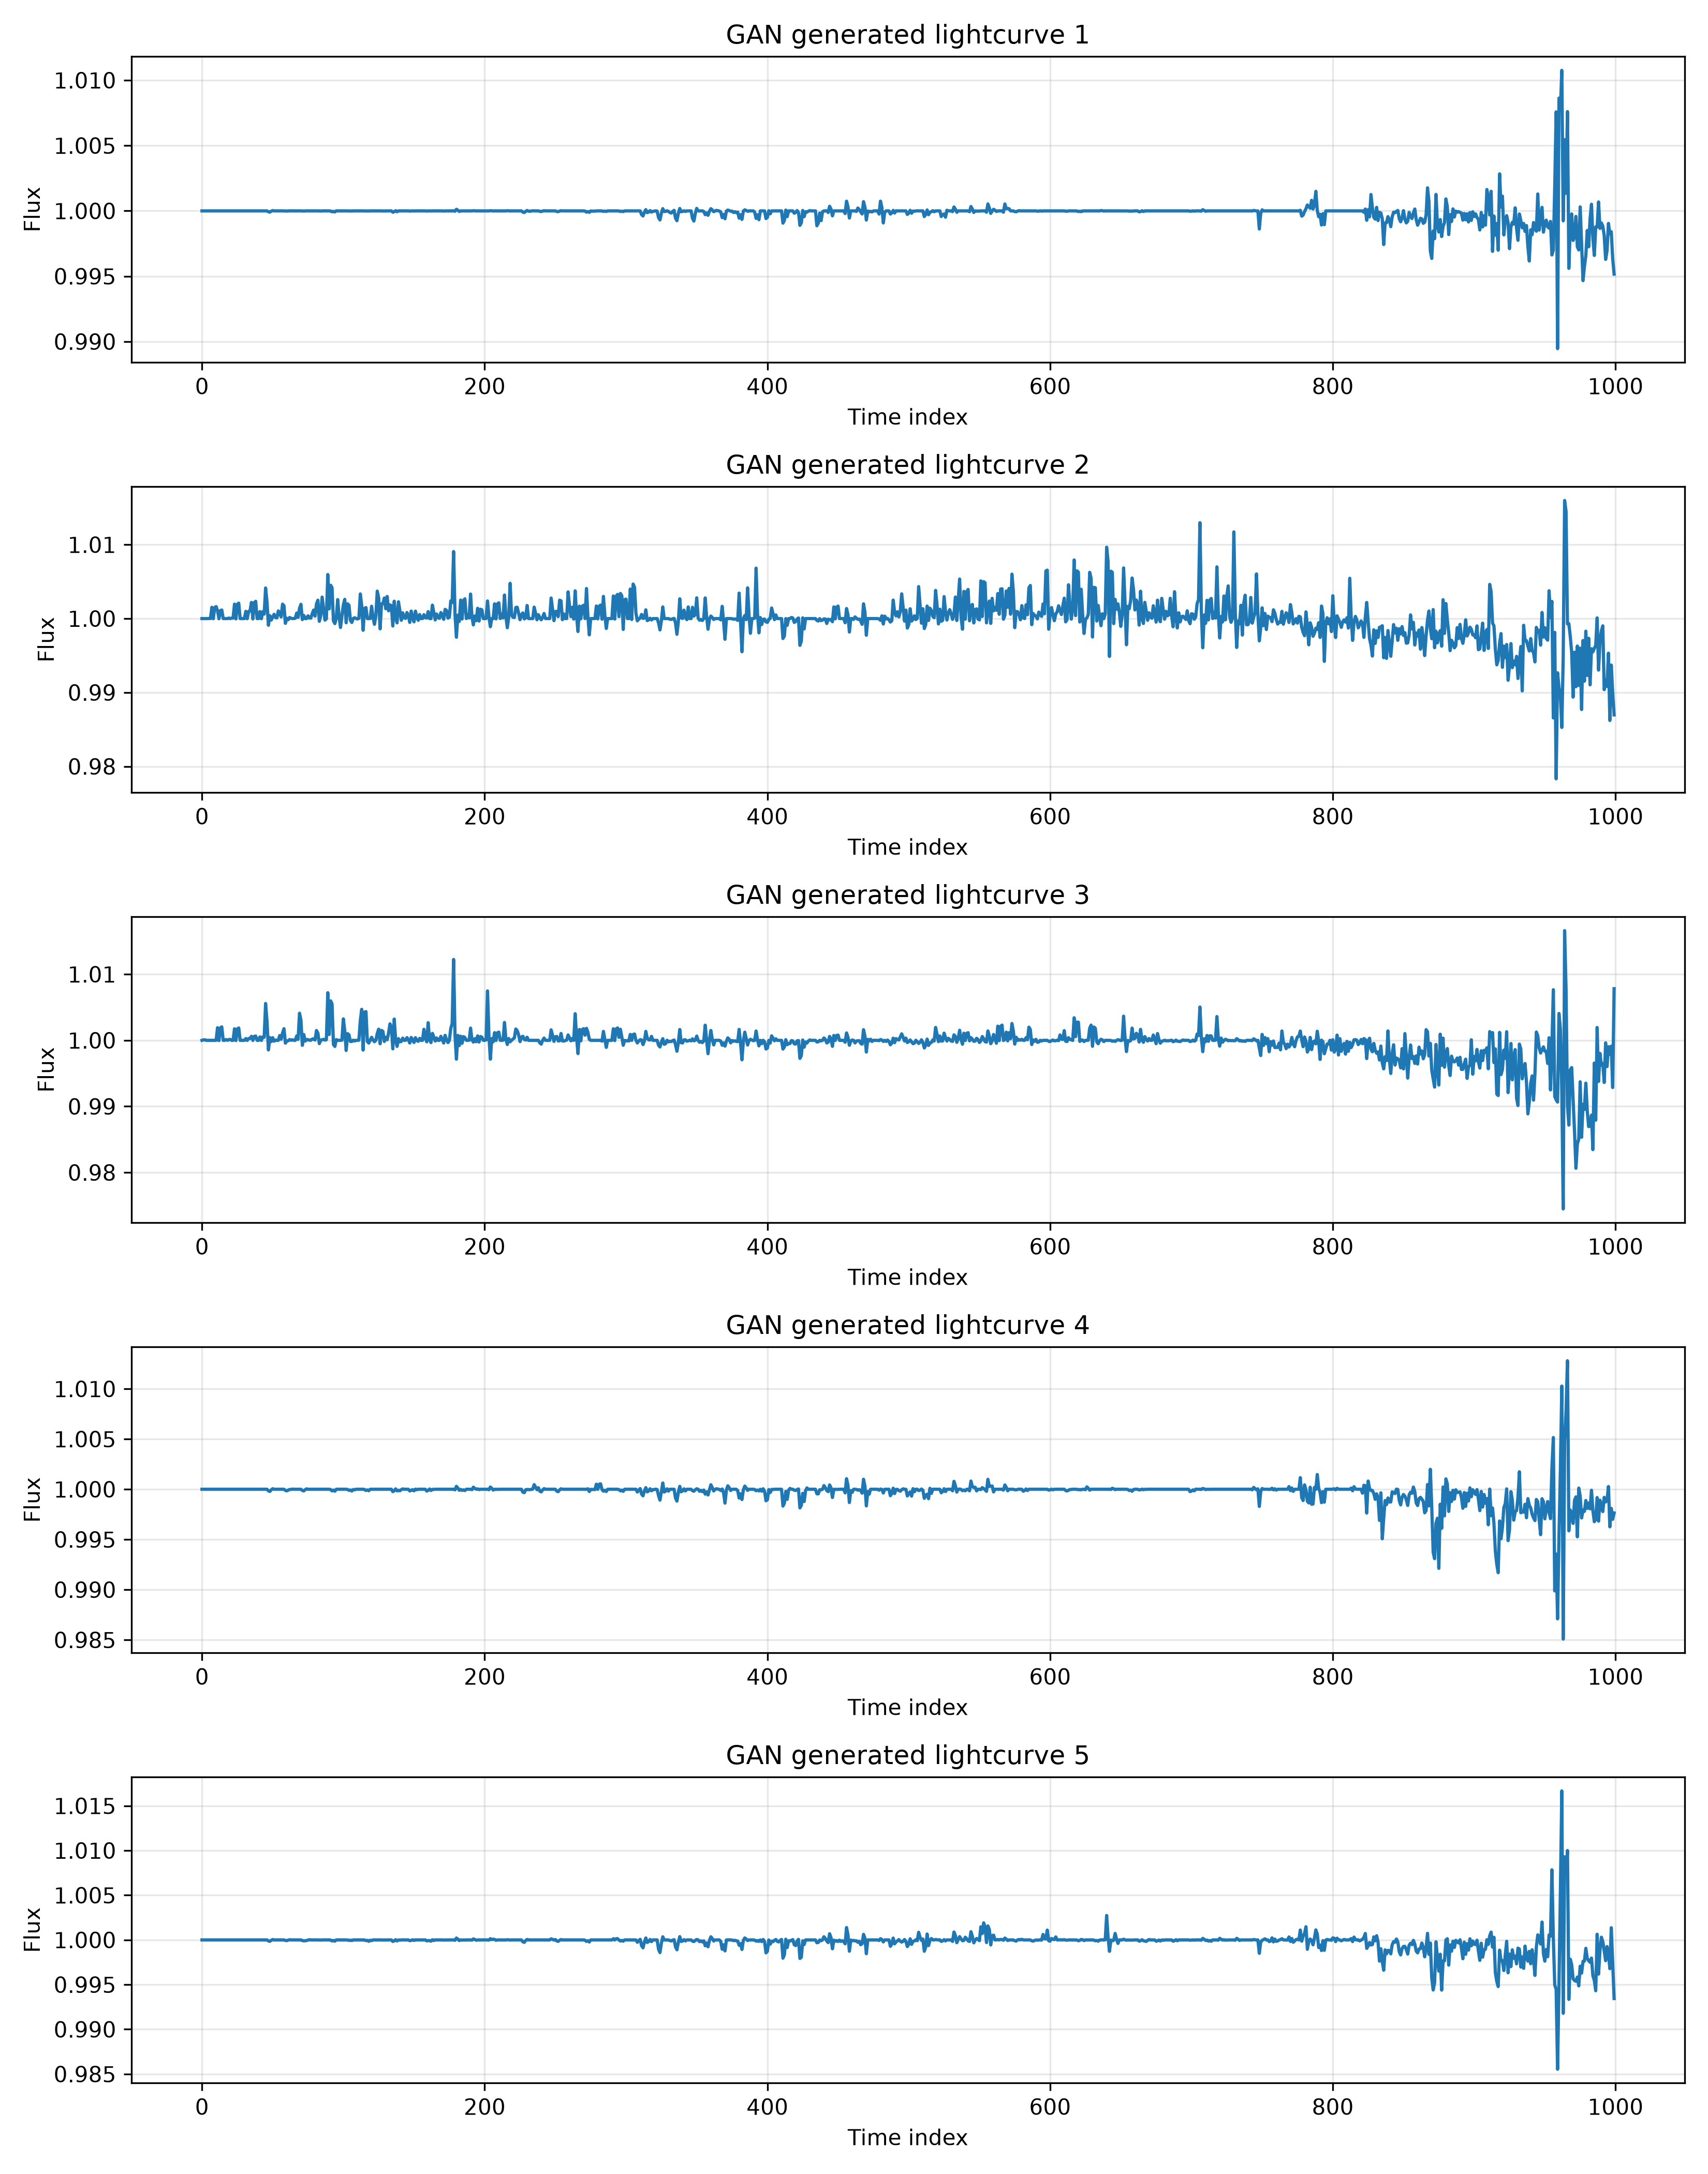 GAN generated lightcurve 1
1.010
1.005
1.000
0.995
0.990
Flux
0 200 400 600 800 1000
Time index
GAN generated lightcurve 2
1.01
1.00
0.99
0.98
Flux
0 200 400 600 800 1000
Time index
GAN generated lightcurve 3
1.01
1.00
0.99
0.98
Flux
0 200 400 600 800 1000
Time index
GAN generated lightcurve 4
1.010
1.005
1.000
0.995
0.990
0.985
Flux
0 200 400 600 800 1000
Time index
GAN generated lightcurve 5
1.015
1.010
1.005
1.000
0.995
0.990
0.985
Flux
0 200 400 600 800 1000
Time index